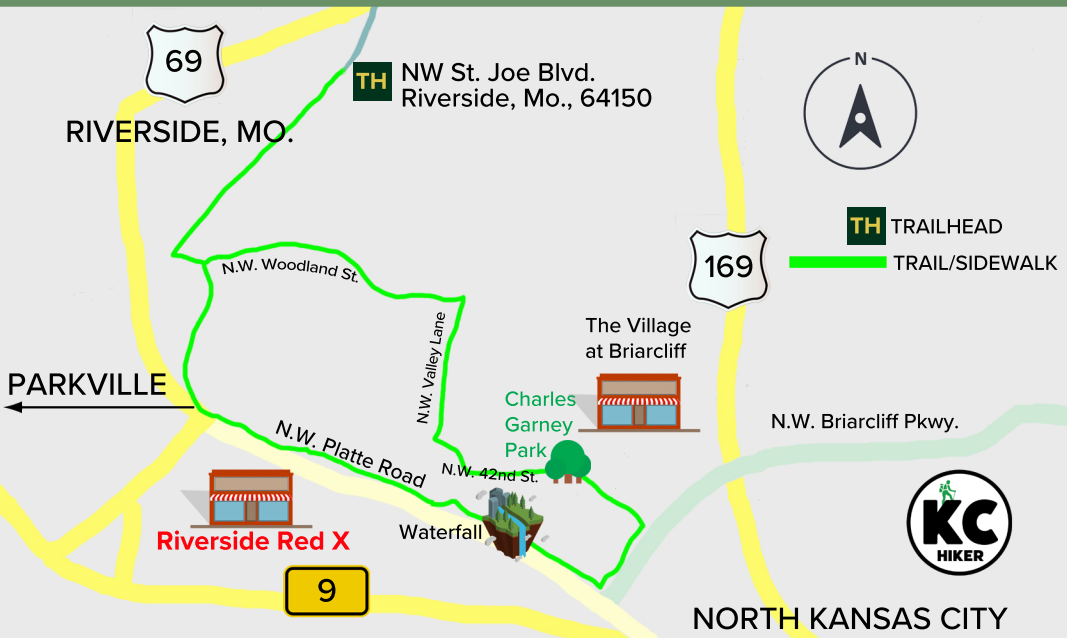 69
TH NW St. Joe Blvd.
Riverside, Mo., 64150
RIVERSIDE, MO.
N
TH TRAILHEAD
TRAIL/SIDEWALK
169
N.W. Woodland St.
N.W. Valley Lane
The Village
at Briarcliff
PARKVILLE
Charles
Garney
Park
N.W. Briarcliff Pkwy.
N.W. Platte Road
N.W. 42nd St.
Waterfall
Riverside Red X
9
KC
HIKER
NORTH KANSAS CITY